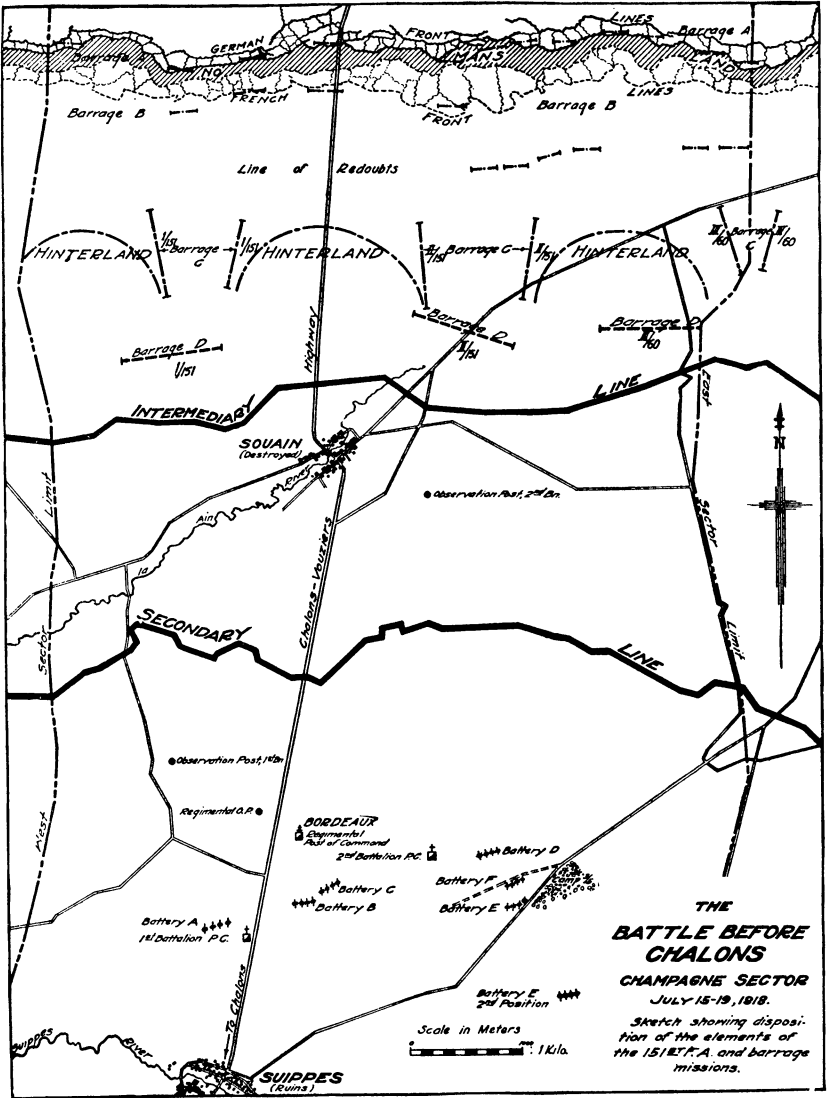 GERMAN FRONT LINES
Barrage A
NO MANS LAND
Barrage A
FRENCH FRONT LINES
Barrage B
Barrage B
Line of Redoubts
HINTERLAND
I/151
Barrage C
I/151
HINTERLAND
II/151
Barrage C
II/151
HINTERLAND
III/60
Barrage C
III/60
Barrage D
I/151
Barrage D
II/151
Barrage D
III/60
Highway
INTERMEDIARY LINE
East
Sector
Limit
SOUAIN
(Destroyed)
Observation Post, 2nd Bn.
N
Limit
Sector
West
la Ain River
Chalons-Vouziers
SECONDARY LINE
Observation Post, 1st Bn
Regimental O.P.
BORDEAUX
Regimental
Post of Command
2nd Battalion P.C.
Battery D
Battery F
Camp
Battery C
Battery B
Battery E
Battery A
1st Battalion P.C.
To Chalons
Battery E
2nd Position
Suippes River
SUIPPES
(Ruins)
Scale in Meters
1 Kilo.
THE
BATTLE BEFORE
CHALONS
CHAMPAGNE SECTOR
JULY 15-19, 1918.
Sketch showing disposi-
tion of the elements of
the 151st F.A. and barrage
missions.